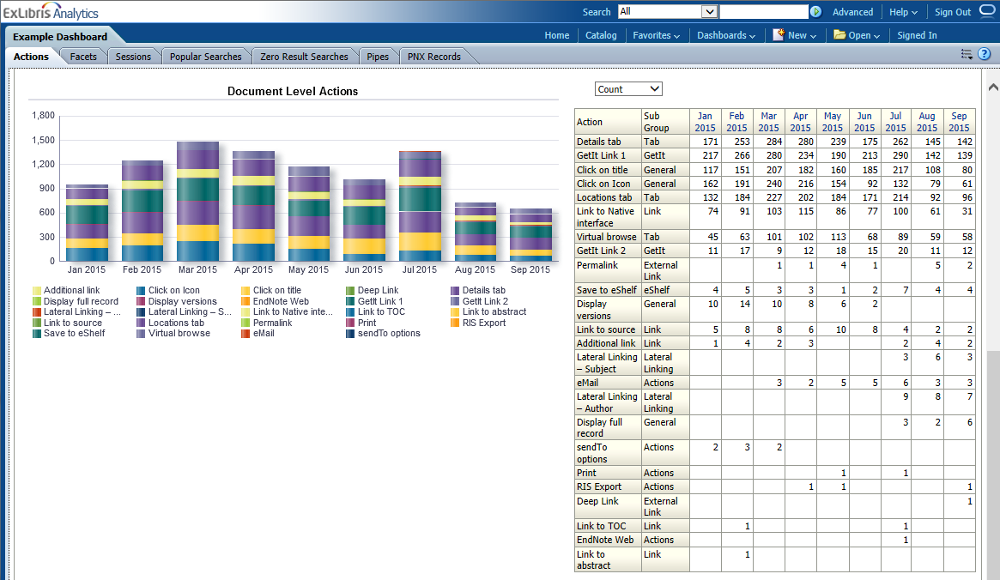 ExLibris Analytics
Search All Advanced Help Sign Out
Example Dashboard
Home Catalog Favorites Dashboards New Open Signed In
Actions Facets Sessions Popular Searches Zero Result Searches Pipes PNX Records
Document Level Actions
1,800
1,500
1,200
900
600
300
0
Jan 2015 Feb 2015 Mar 2015 Apr 2015 May 2015 Jun 2015 Jul 2015 Aug 2015 Sep 2015
Additional link Click on Icon Click on title Deep Link Details tab
Display full record Display versions EndNote Web GetIt Link 1 GetIt Link 2
Lateral Linking – ... Lateral Linking – S... Link to Native inte... Link to TOC Link to abstract
Link to source Locations tab Permalink Print RIS Export
Save to eShelf Virtual browse eMail sendTo options
Count
Action Sub Group Jan 2015 Feb 2015 Mar 2015 Apr 2015 May 2015 Jun 2015 Jul 2015 Aug 2015 Sep 2015
Details tab Tab 171 253 284 280 239 175 262 145 142
GetIt Link 1 GetIt 217 266 280 234 190 213 290 142 139
Click on title General 117 151 207 182 160 185 217 108 80
Click on Icon General 162 191 240 216 154 92 132 79 61
Locations tab Tab 132 184 227 202 184 171 214 92 96
Link to Native interface Link 74 91 103 115 86 77 100 61 31
Virtual browse Tab 45 63 101 102 113 68 89 59 58
GetIt Link 2 GetIt 11 17 9 12 18 15 20 11 12
Permalink External Link 1 1 4 1 5 2
Save to eShelf eShelf 4 5 3 3 1 2 7 4 4
Display versions General 10 14 10 8 6 2
Link to source Link 5 8 8 6 10 8 4 2 2
Additional link Link 1 4 2 3 2 4 2
Lateral Linking – Subject Lateral Linking 3 6 3
eMail Actions 3 2 5 5 6 3 3
Lateral Linking – Author Lateral Linking 9 8 7
Display full record General 3 2 6
sendTo options Actions 2 3 2
Print Actions 1 1
RIS Export Actions 1 1 1
Deep Link External Link 1
Link to TOC Link 1 1
EndNote Web Actions 1
Link to abstract Link 1